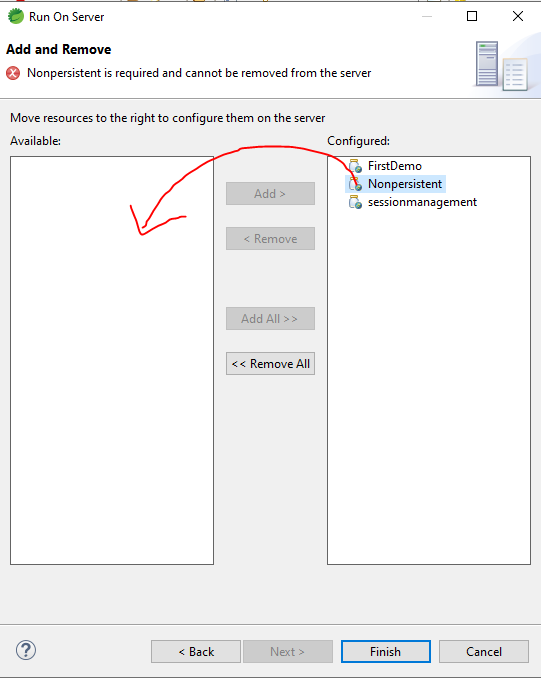 Run On Server
Add and Remove
Nonpersistent is required and cannot be removed from the server
Move resources to the right to configure them on the server
Available:
Configured:
FirstDemo
Nonpersistent
sessionmanagement
Add >
< Remove
Add All >>
<< Remove All
?
< Back
Next >
Finish
Cancel